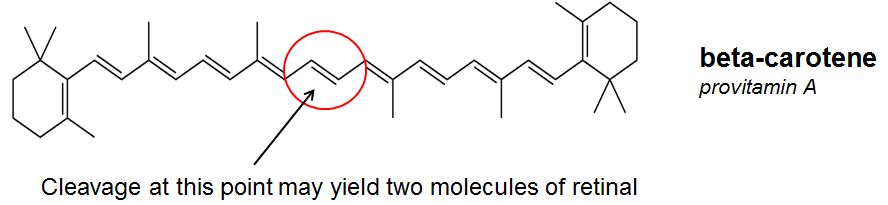 beta-carotene
provitamin A
Cleavage at this point may yield two molecules of retinal